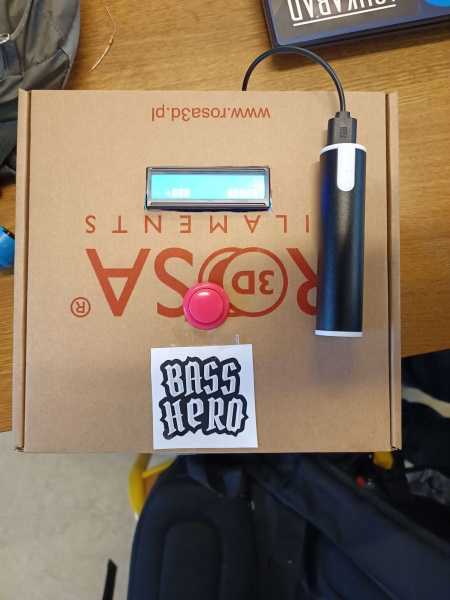 www.rosa3d.pl
FILAMENTS
ROSA
3D
®
BASS
HERO